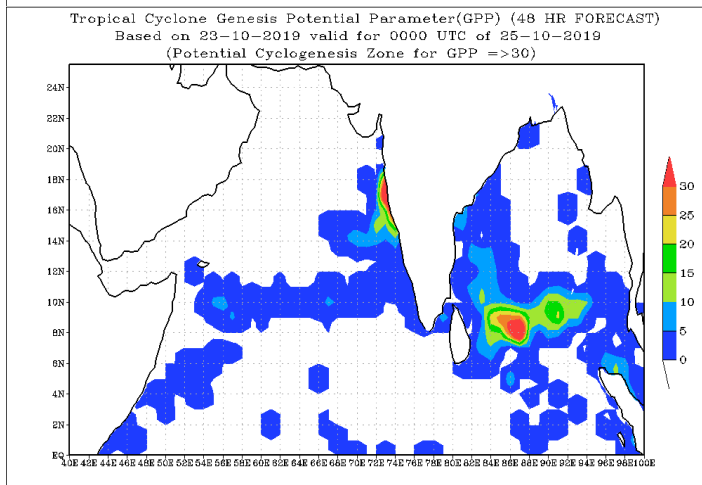 Tropical Cyclone Genesis Potential Parameter(GPP) (48 HR FORECAST)
Based on 23-10-2019 valid for 0000 UTC of 25-10-2019
(Potential Cyclogenesis Zone for GPP =>30)
24N
22N
20N
18N
16N
14N
12N
10N
8N
6N
4N
2N
EQ
40E 42E 44E 46E 48E 50E 52E 54E 56E 58E 60E 62E 64E 66E 68E 70E 72E 74E 76E 78E 80E 82E 84E 86E 88E 90E 92E 94E 96E 98E 100E
30
25
20
15
10
5
0